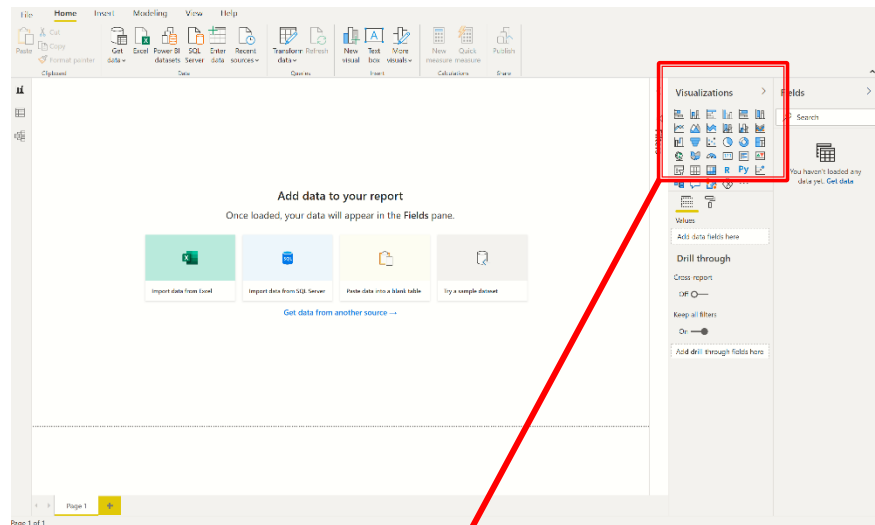 File Home Insert Modeling View Help
Paste
Cut
Copy
Format painter
Clipboard
Get data
Excel
Power BI datasets
SQL Server
Enter data
Recent sources
Data
Transform data
Refresh
Queries
New visual
Text box
More visuals
Insert
New measure
Quick measure
Calculations
Publish
Share
Add data to your report
Once loaded, your data will appear in the Fields pane.
Import data from Excel
Import data from SQL Server
Paste data into a blank table
Try a sample dataset
Get data from another source →
Filters
Visualizations
R Py
Values
Add data fields here
Drill through
Cross report
Off
Keep all filters
On
Add drill through fields here
Fields
Search
You haven't loaded any
data yet. Get data
Page 1
Page 1 of 1